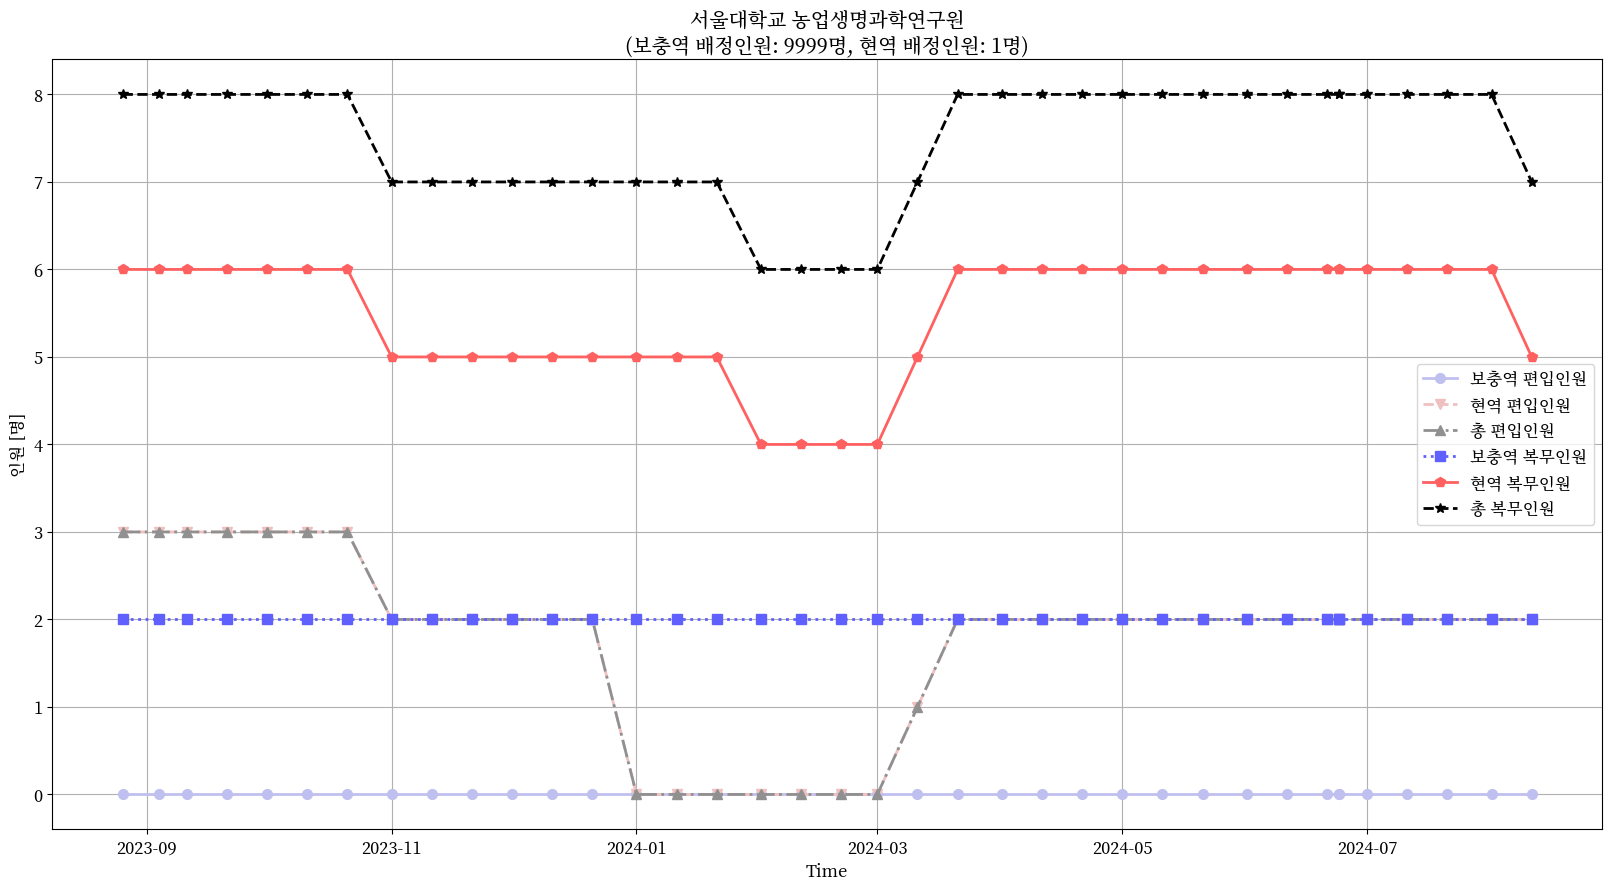 서울대학교 농업생명과학연구원
(보충역 배정인원: 9999명, 현역 배정인원: 1명)
8
7
6
5
4
3
2
1
0
인원 [명]
보충역 편입인원
현역 편입인원
총 편입인원
보충역 복무인원
현역 복무인원
총 복무인원
2023-09
2023-11
2024-01
2024-03
2024-05
2024-07
Time